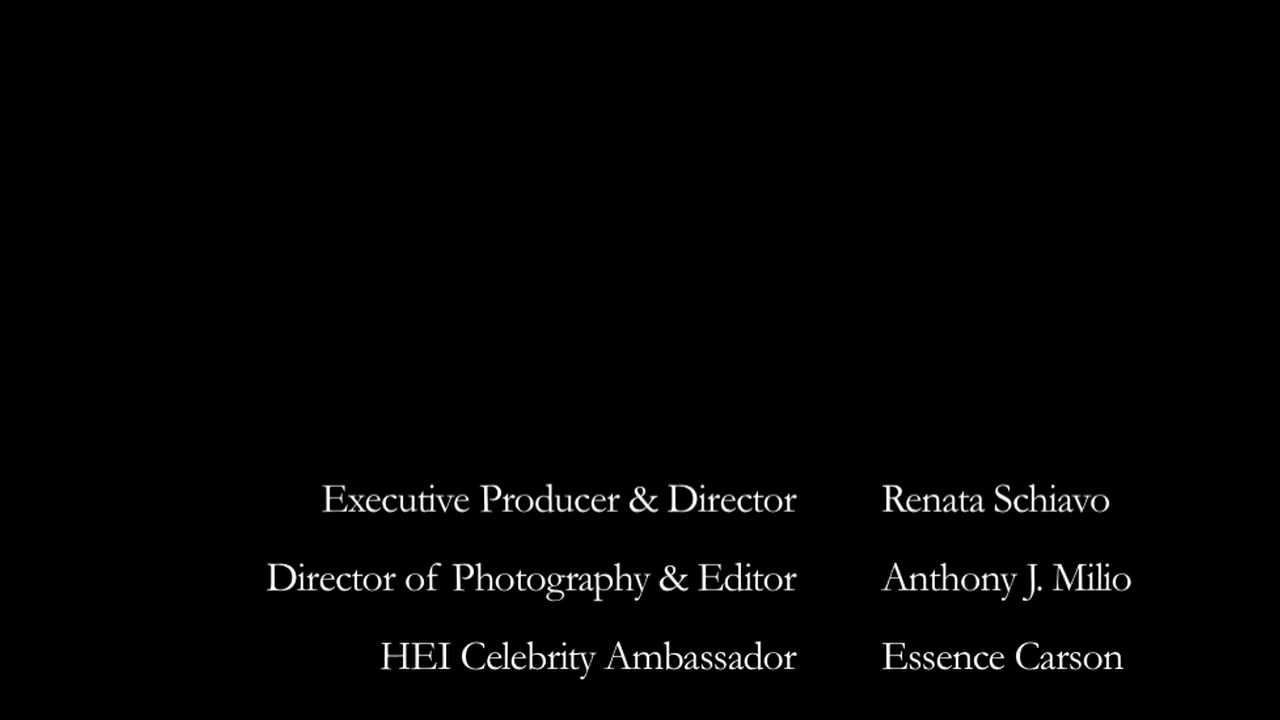 Executive Producer & Director Renata Schiavo
Director of Photography & Editor Anthony J. Milio
HEI Celebrity Ambassador Essence Carson